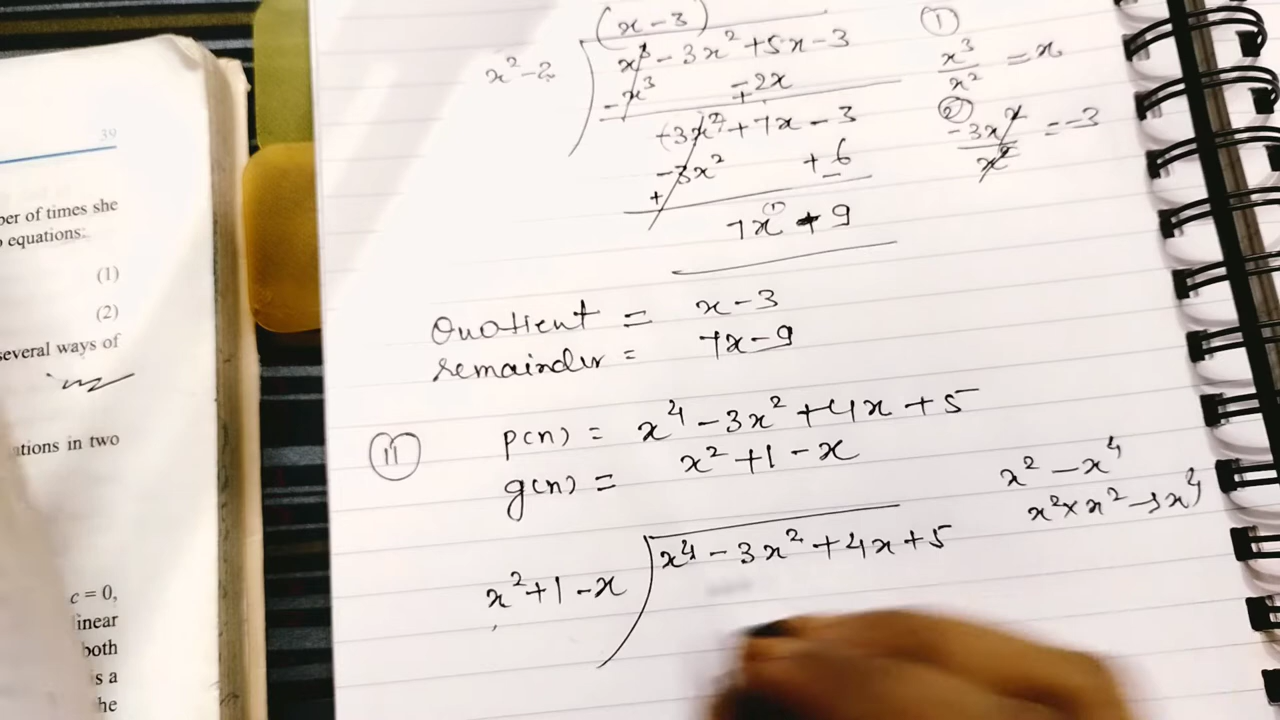 39
ber of times she
equations:
(1)
(2)
several ways of
ations in two
c = 0,
linear
both
s a
he
(x - 3)
x² - 2 ) x³ - 3x² + 5x - 3
- x³ - 2x
+
- 3x² + 7x - 3
- 3x² + 6
+ -
7x - 9
①
x³/x² = x
②
-3x²/x² = -3
Quotient = x - 3
remainder = 7x - 9
(11) p(n) = x⁴ - 3x² + 4x + 5
g(n) = x² + 1 - x
x² - x⁴
x² × x² - x⁴
x² + 1 - x ) x⁴ - 3x² + 4x + 5